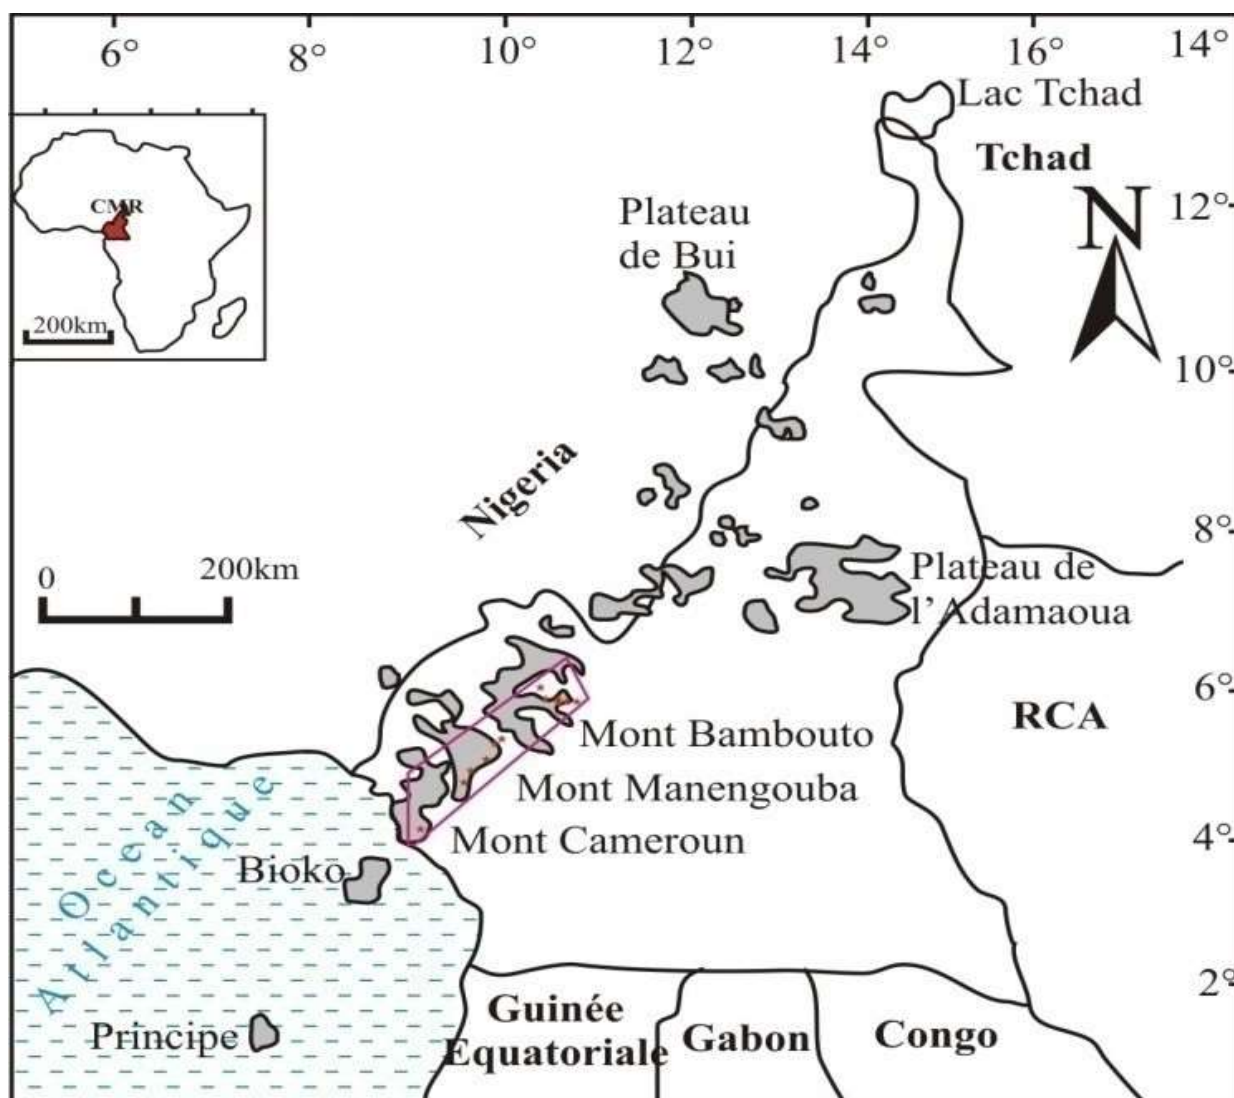 6° 8° 10° 12° 14° 16° 14°
Lac Tchad
Tchad
CMR
200km
N
12°
Plateau
de Bui
10°
Nigeria
8°
0 200km
Plateau de
l'Adamaoua
6°
RCA
Mont Bambouto
Mont Manengouba
Mont Cameroun
4°
Bioko
Ocean
Atlantique
2°
Principe
Guinée
Equatoriale
Gabon
Congo